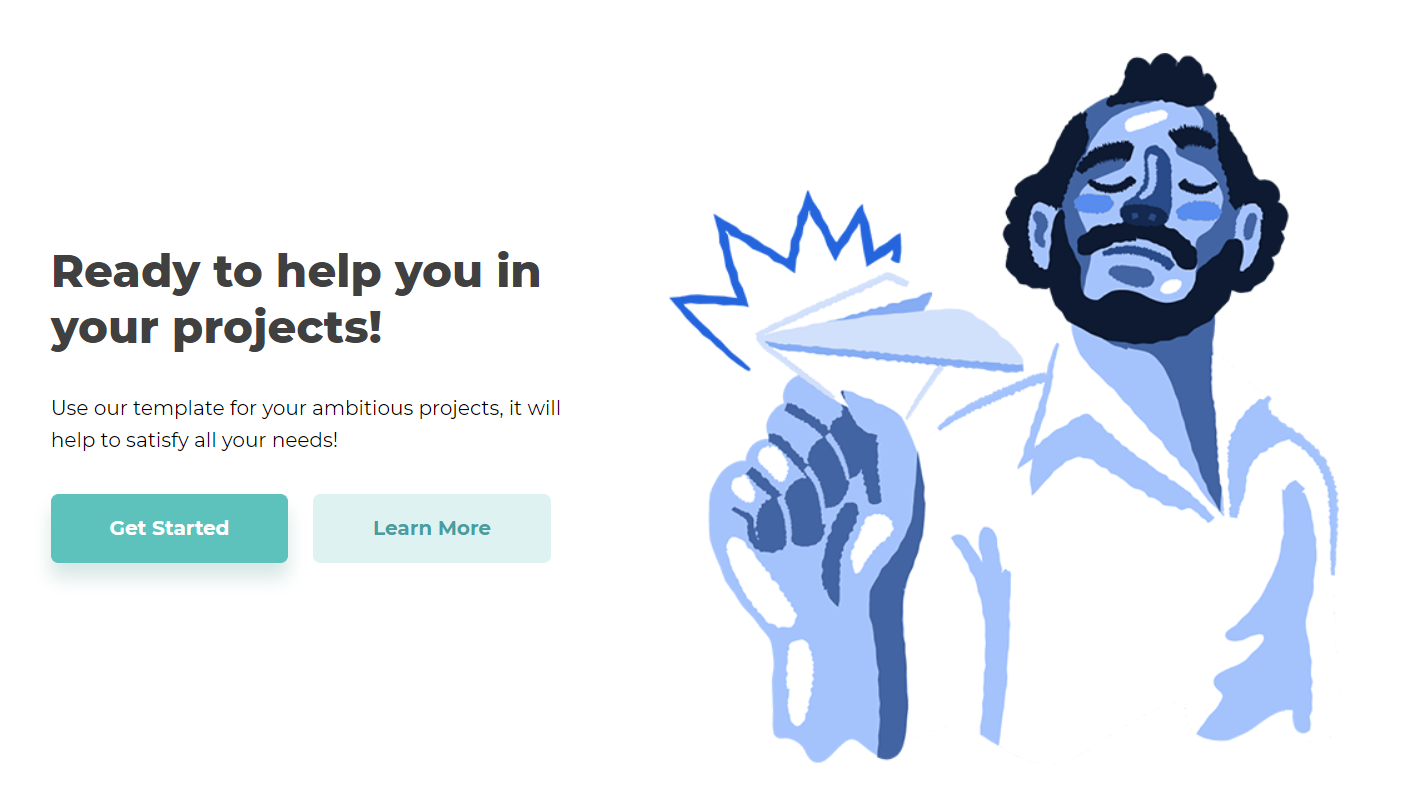 Ready to help you in
your projects!
Use our template for your ambitious projects, it will
help to satisfy all your needs!
Get Started
Learn More